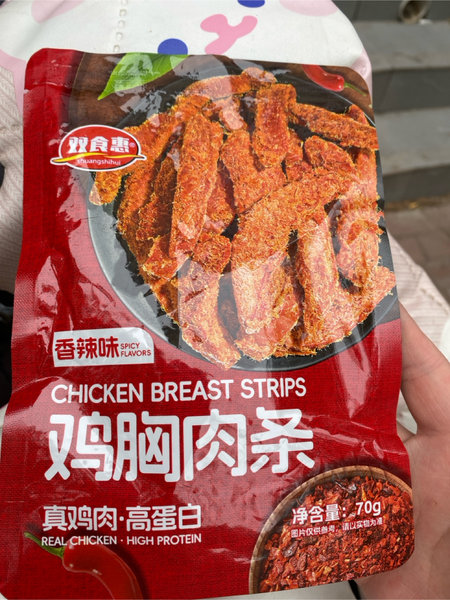 双食惠®
shuangshihui
香辣味 SPICY FLAVORS
CHICKEN BREAST STRIPS
鸡胸肉条
真鸡肉·高蛋白
REAL CHICKEN · HIGH PROTEIN
净含量：70g
图片仅供参考，请以实物为准